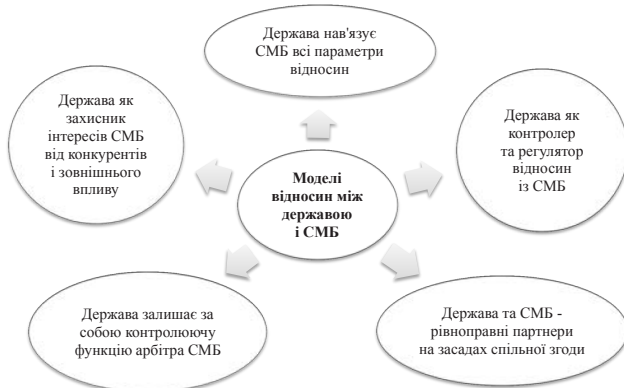 Держава нав'язує
СМБ всі параметри
відносин
Держава як
захисник
інтересів СМБ
від конкурентів
і зовнішнього
впливу
Держава як
контролер
та регулятор
відносин
із СМБ
Моделі
відносин між
державою
і СМБ
Держава залишає за
собою контролюючу
функцію арбітра СМБ
Держава та СМБ -
рівноправні партнери
на засадах спільної згоди